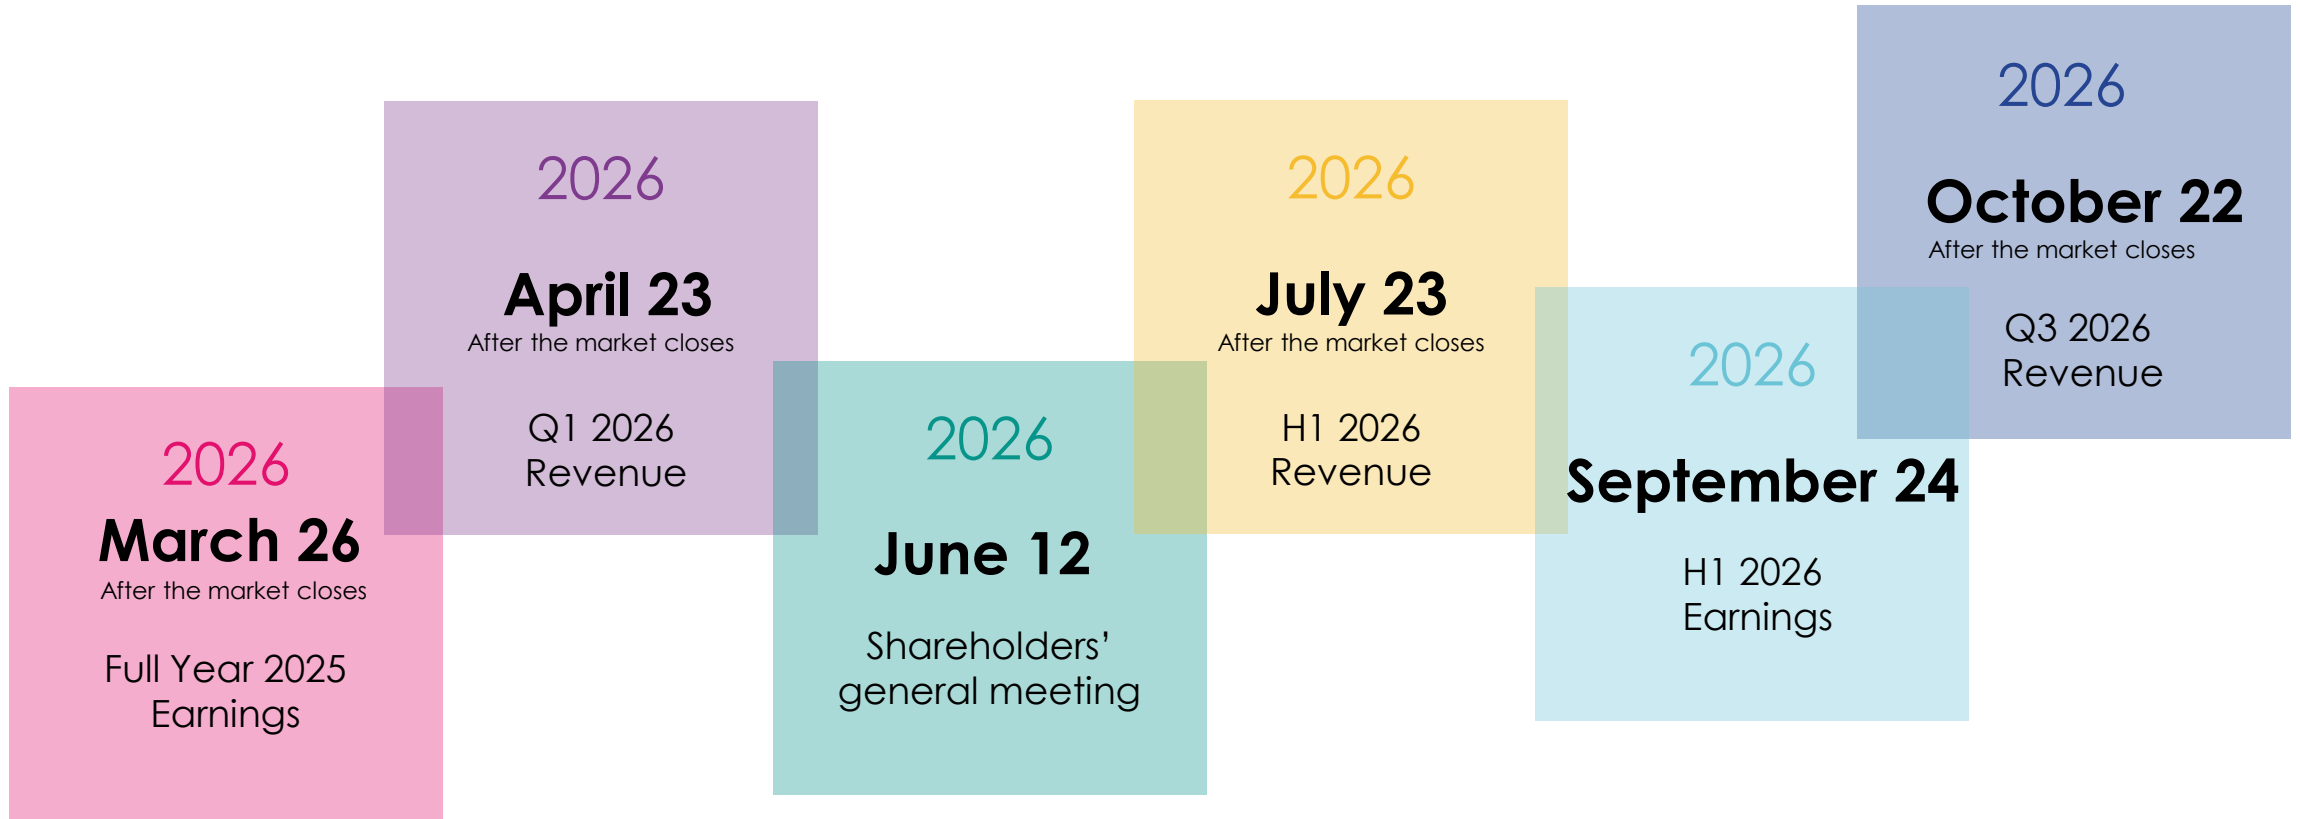 2026
March 26
After the market closes
Full Year 2025
Earnings
2026
April 23
After the market closes
Q1 2026
Revenue
2026
June 12
Shareholders’
general meeting
2026
July 23
After the market closes
H1 2026
Revenue
2026
September 24
H1 2026
Earnings
2026
October 22
After the market closes
Q3 2026
Revenue